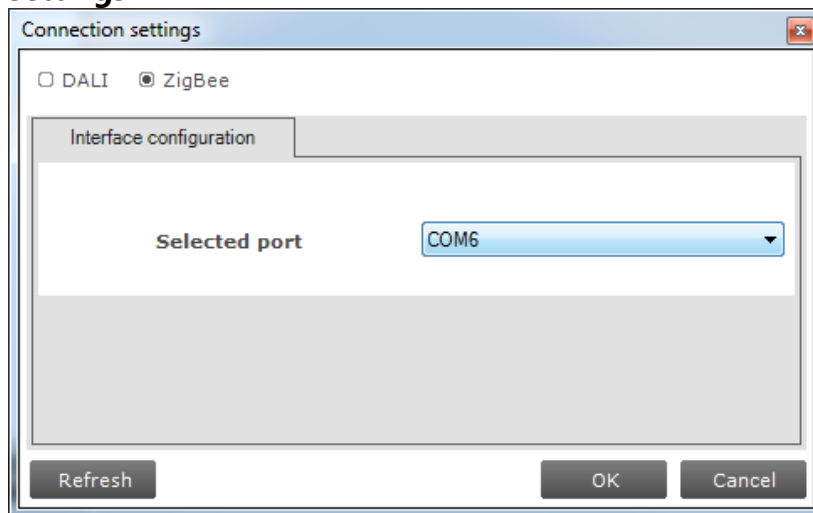 Connection settings
DALI ZigBee
Interface configuration
Selected port COM6
Refresh OK Cancel